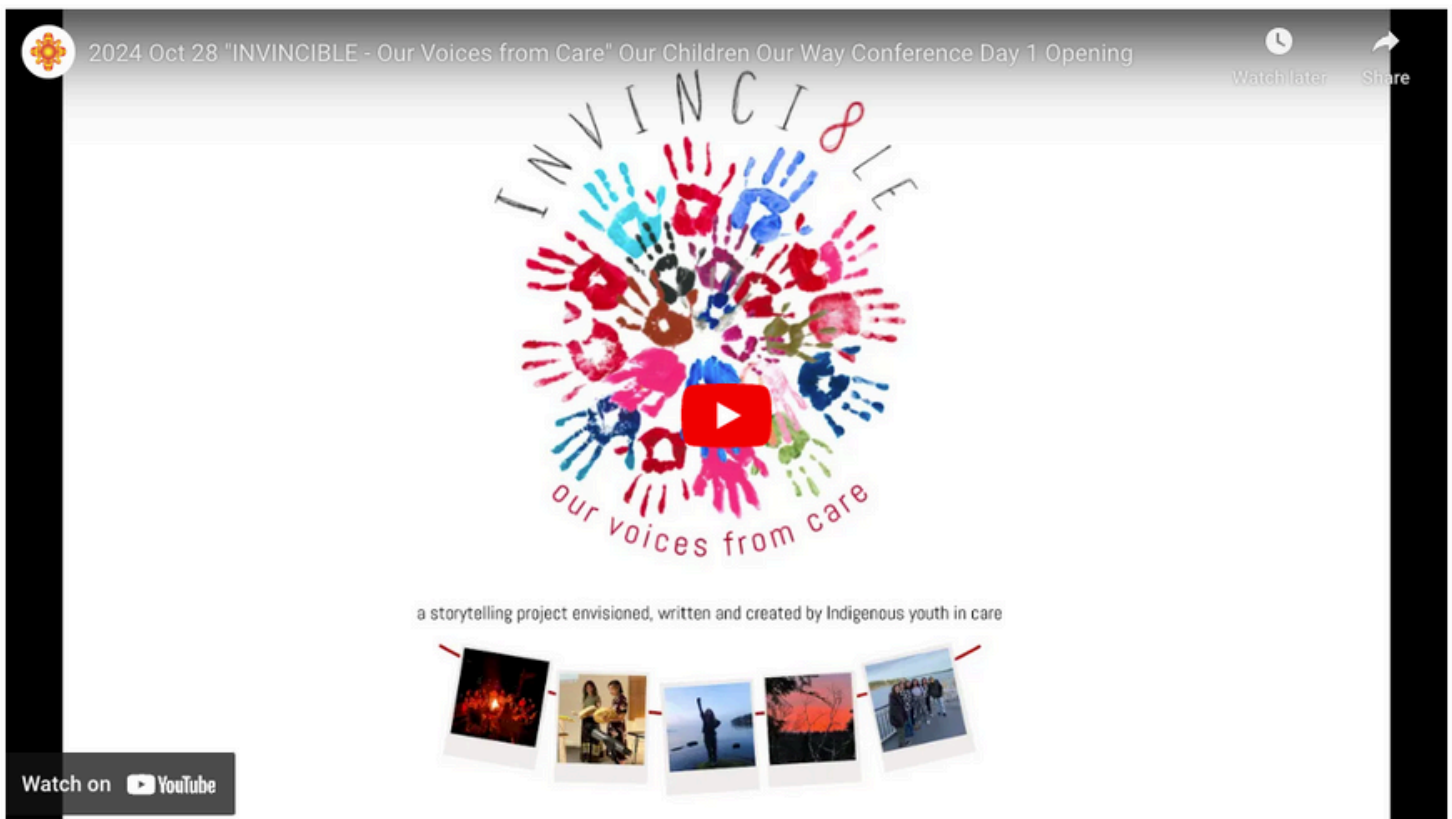 2024 Oct 28 "INVINCIBLE - Our Voices from Care" Our Children Our Way Conference Day 1 Opening
Watch later
Share
INVINCI8LE
our voices from care
a storytelling project envisioned, written and created by Indigenous youth in care
Watch on YouTube